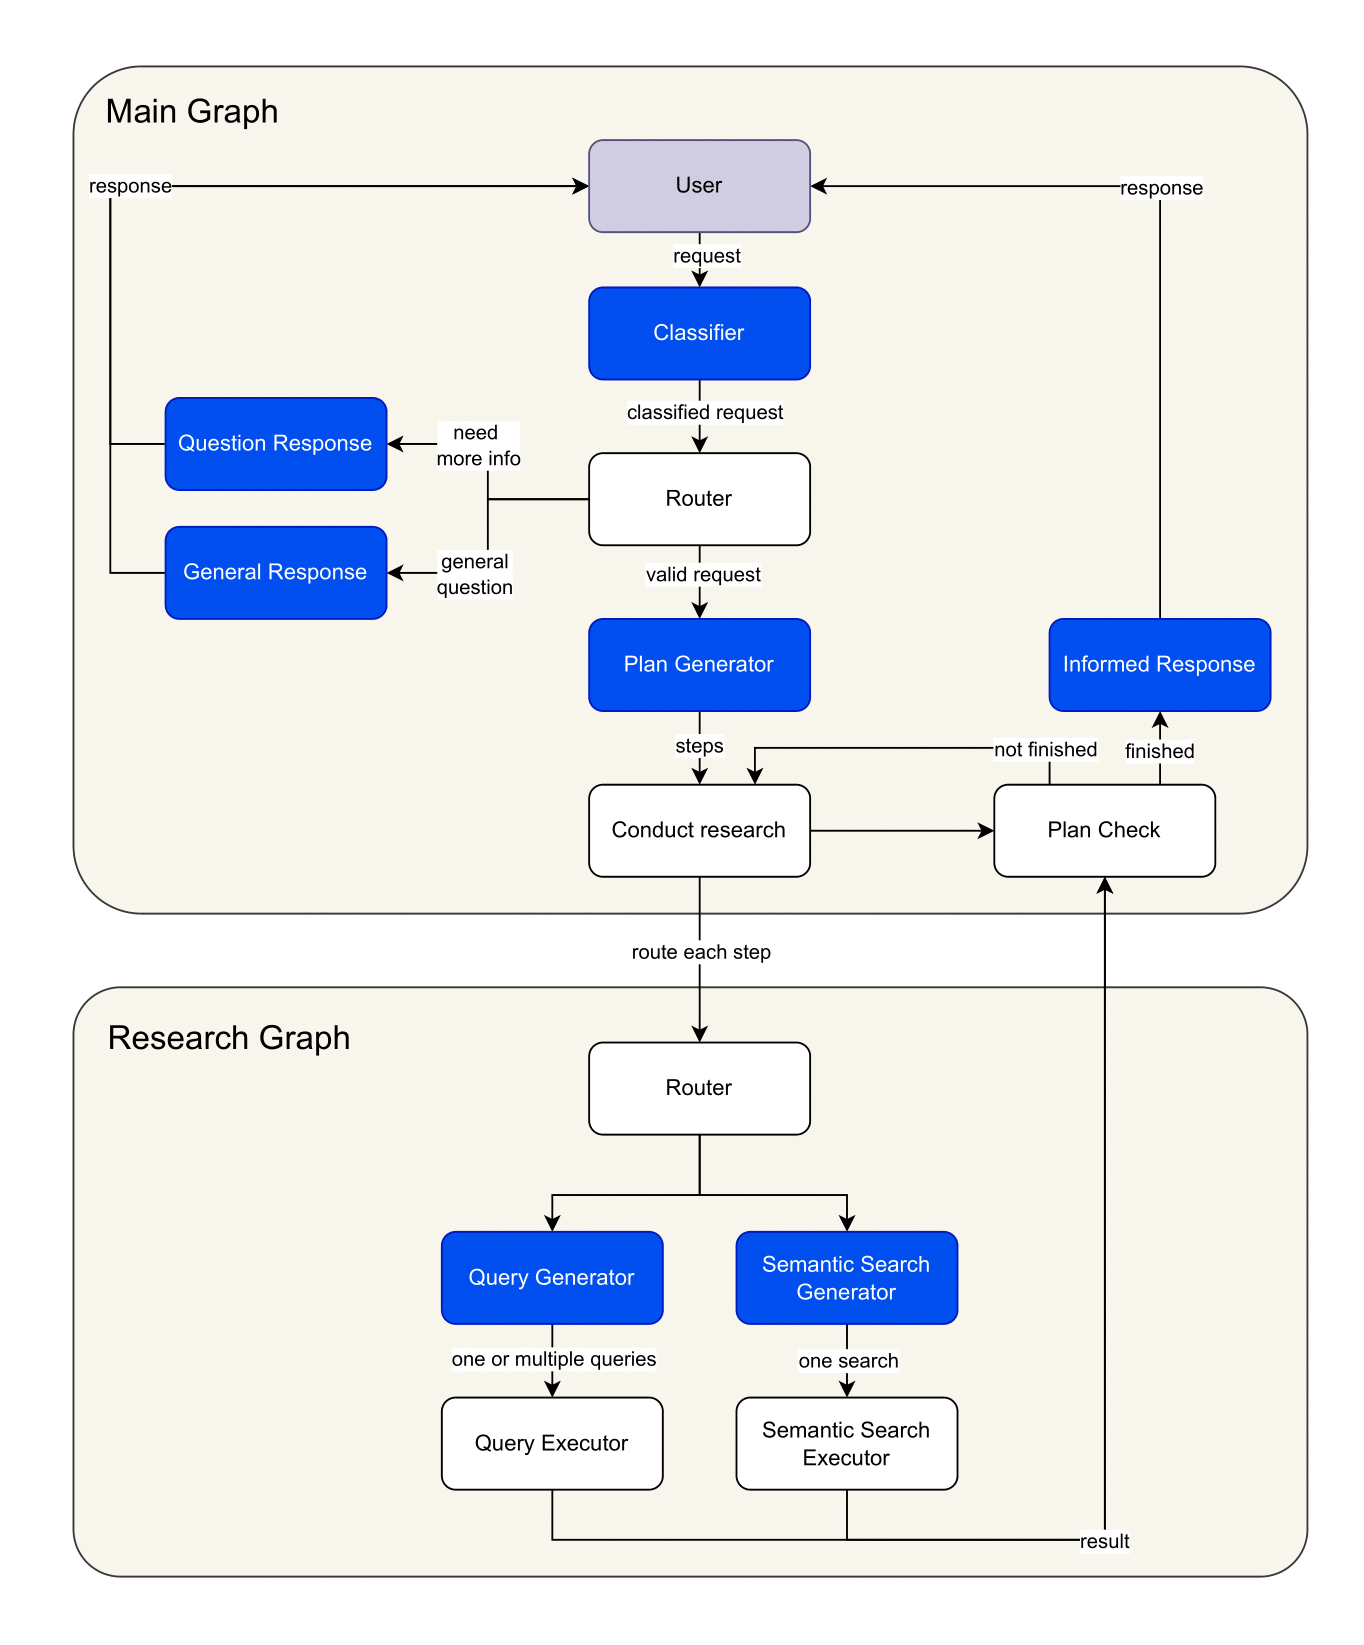 Main Graph
response
User
response
request
Classifier
classified request
Question Response
need
more info
Router
General Response
general
question
valid request
Plan Generator
Informed Response
steps
not finished
finished
Conduct research
Plan Check
route each step
Research Graph
Router
Query Generator
Semantic Search
Generator
one or multiple queries
one search
Query Executor
Semantic Search
Executor
result